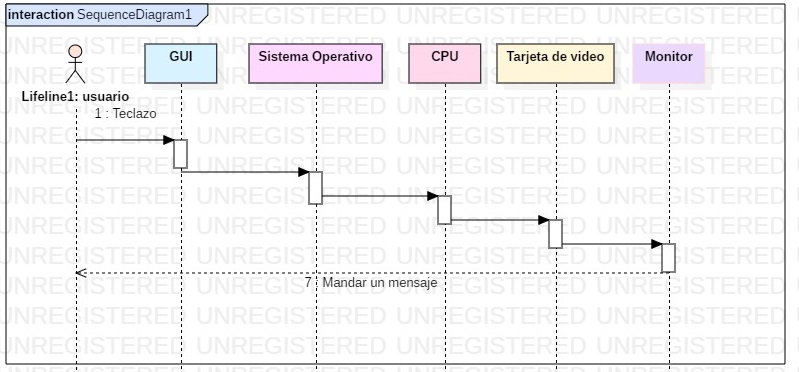 interaction SequenceDiagram1
GUI
Sistema Operativo
CPU
Tarjeta de video
Monitor
Lifeline1: usuario
1 : Teclazo
7 : Mandar un mensaje
UNREGISTERED UNREGISTERED UNREGISTERED UNREGISTERED